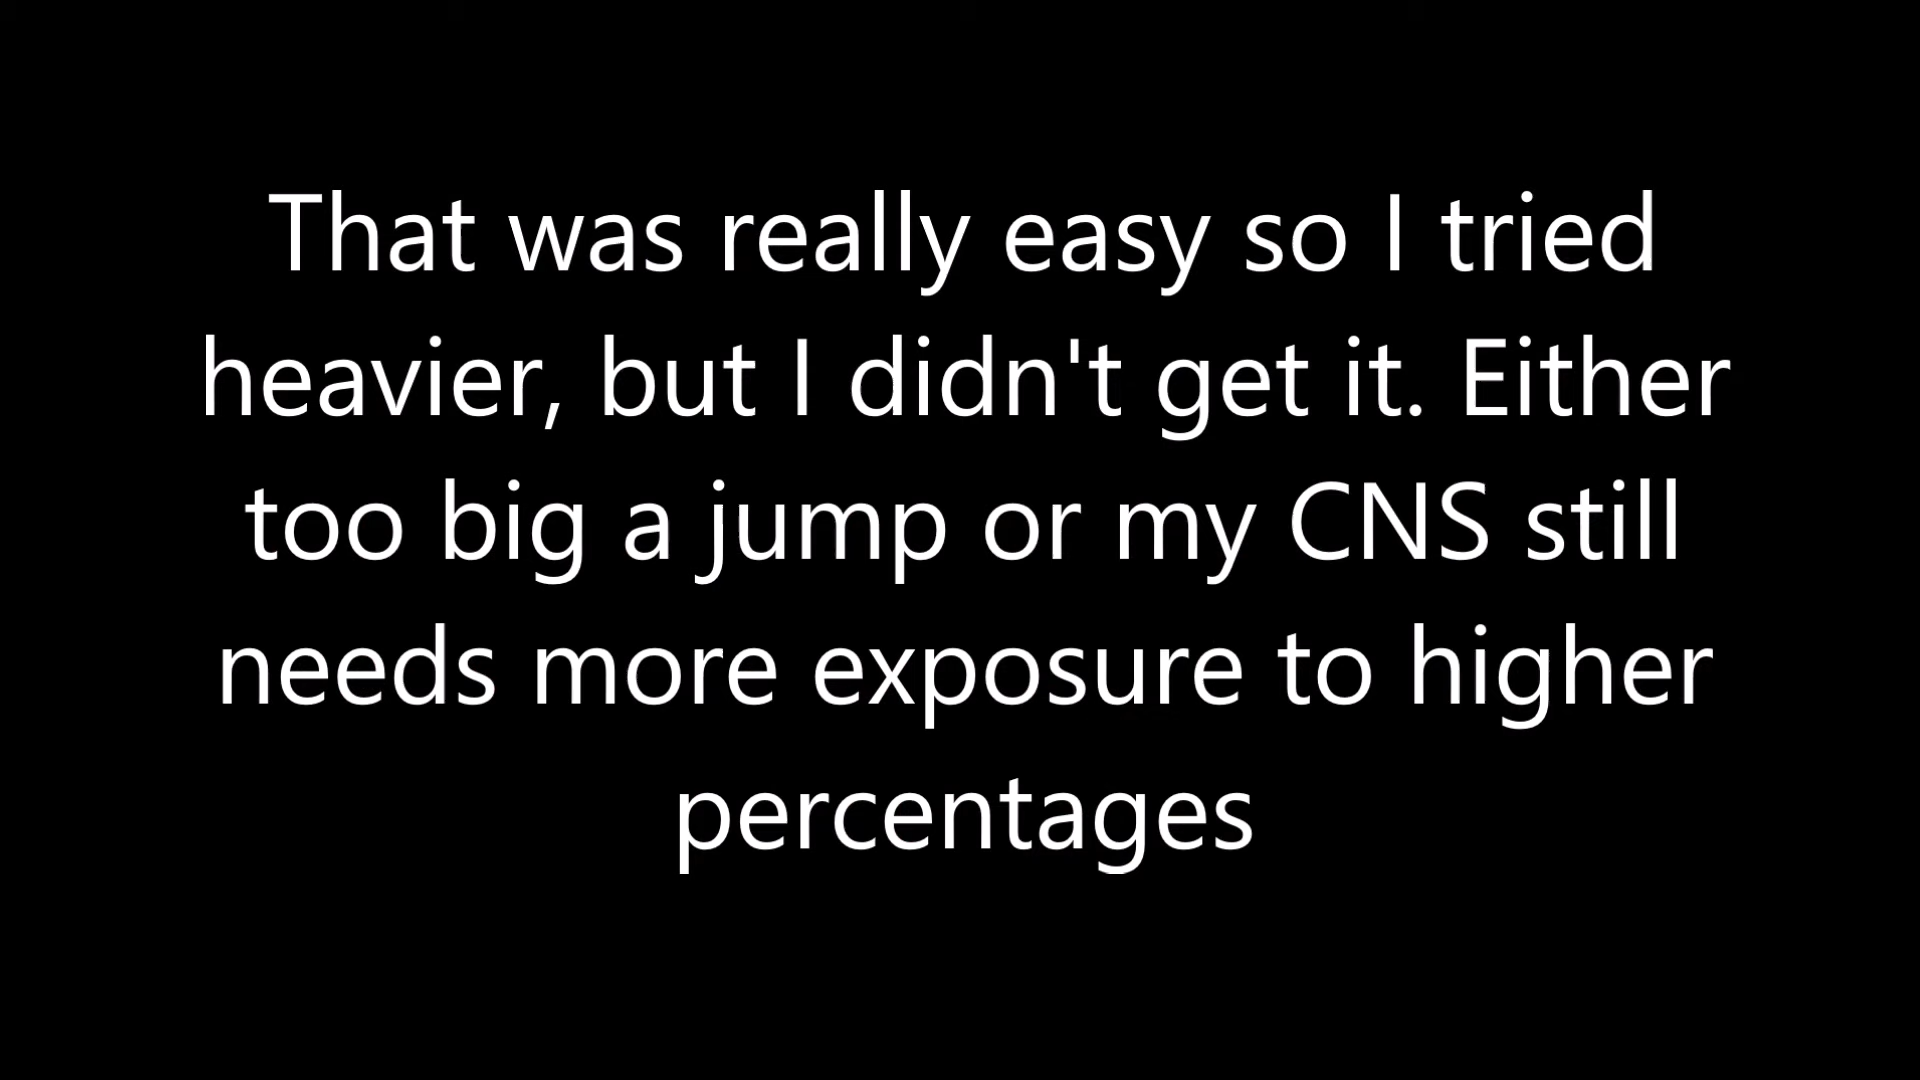 That was really easy so I tried
heavier, but I didn't get it. Either
too big a jump or my CNS still
needs more exposure to higher
percentages